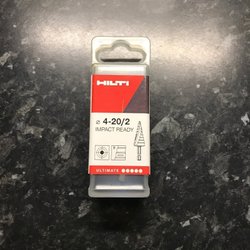 HILTI
⌀ 4-20/2
IMPACT READY
ULTIMATE